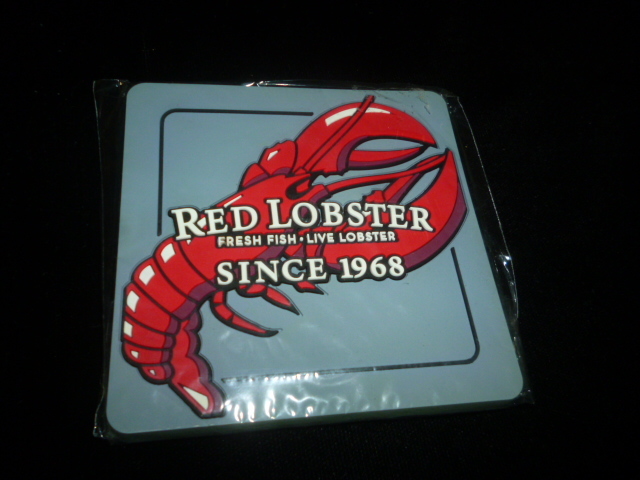 RED LOBSTER
FRESH FISH • LIVE LOBSTER
SINCE 1968